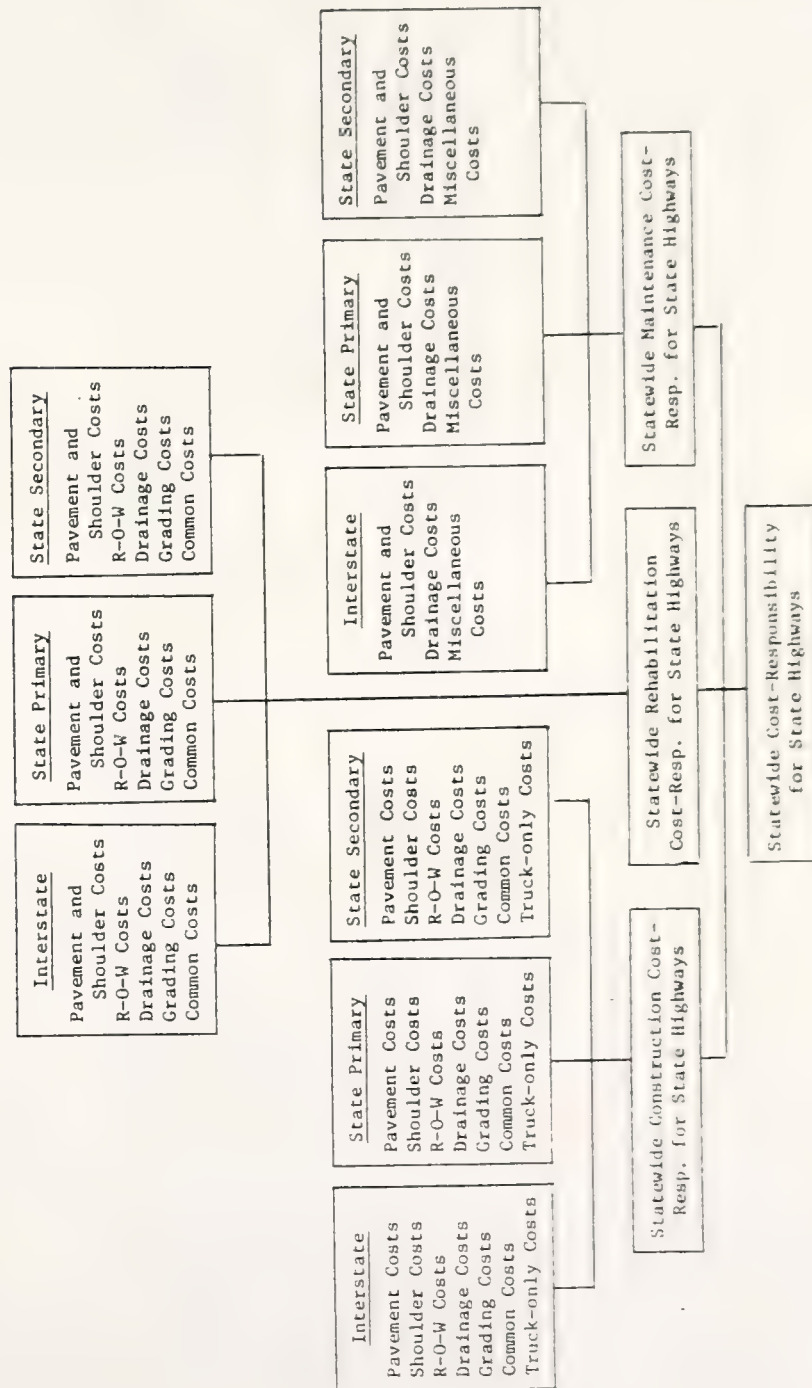 Interstate
Pavement and
Shoulder Costs
R-O-W Costs
Drainage Costs
Grading Costs
Common Costs
State Primary
Pavement and
Shoulder Costs
R-O-W Costs
Drainage Costs
Grading Costs
Common Costs
State Secondary
Pavement and
Shoulder Costs
R-O-W Costs
Drainage Costs
Grading Costs
Common Costs
Interstate
Pavement Costs
Shoulder Costs
R-O-W Costs
Drainage Costs
Grading Costs
Common Costs
Truck-only Costs
State Primary
Pavement Costs
Shoulder Costs
R-O-W Costs
Drainage Costs
Grading Costs
Common Costs
Truck-only Costs
State Secondary
Pavement Costs
Shoulder Costs
R-O-W Costs
Drainage Costs
Grading Costs
Common Costs
Truck-only Costs
Interstate
Pavement and
Shoulder Costs
Drainage Costs
Miscellaneous
Costs
State Primary
Pavement and
Shoulder Costs
Drainage Costs
Miscellaneous
Costs
State Secondary
Pavement and
Shoulder Costs
Drainage Costs
Miscellaneous
Costs
Statewide Construction Cost-
Resp. for State Highways
Statewide Rehabilitation
Cost-Resp. for State Highways
Statewide Maintenance Cost-
Resp. for State Highways
Statewide Cost-Responsibility
for State Highways